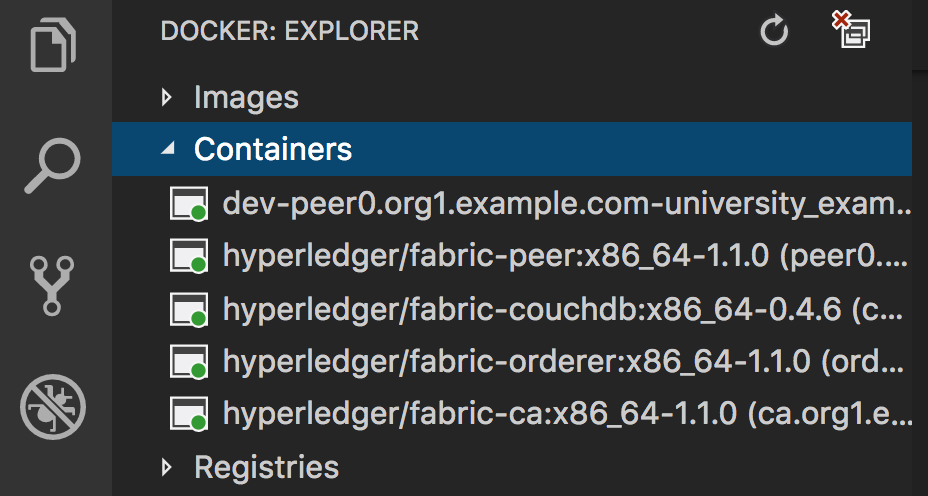 DOCKER: EXPLORER
Images
Containers
dev-peer0.org1.example.com-university_exam...
hyperledger/fabric-peer:x86_64-1.1.0 (peer0....
hyperledger/fabric-couchdb:x86_64-0.4.6 (c...
hyperledger/fabric-orderer:x86_64-1.1.0 (ord...
hyperledger/fabric-ca:x86_64-1.1.0 (ca.org1.e...
Registries